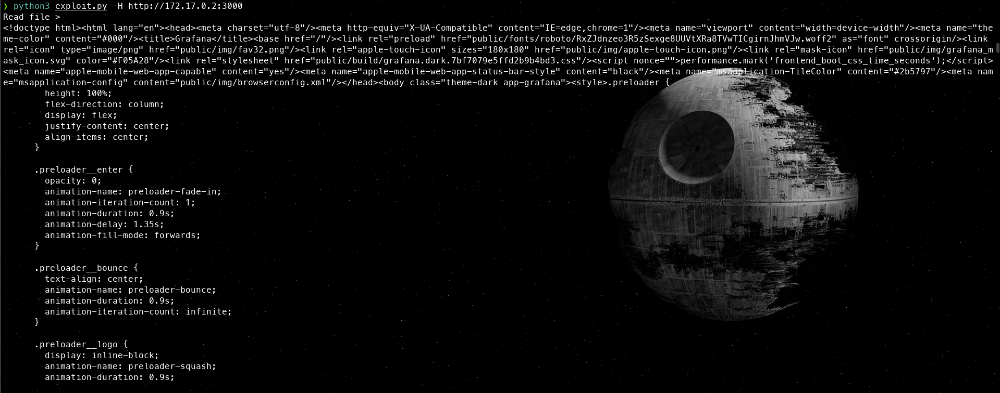 ❯ python3 exploit.py -H http://172.17.0.2:3000
Read file >
<!doctype html><html lang="en"><head><meta charset="utf-8"/><meta http-equiv="X-UA-Compatible" content="IE=edge,chrome=1"/><meta name="viewport" content="width=device-width"/><meta name="the
me-color" content="#000"/><title>Grafana</title><base href="/"/><link rel="preload" href="public/fonts/roboto/RxZJdnzeo3R5zSexge8UUVtXRa8TVwTICgirnJhmVJw.woff2" as="font" crossorigin/><link 
rel="icon" type="image/png" href="public/img/fav32.png"/><link rel="apple-touch-icon" sizes="180x180" href="public/img/apple-touch-icon.png"/><link rel="mask-icon" href="public/img/grafana_m
ask_icon.svg" color="#F05A28"/><link rel="stylesheet" href="public/build/grafana.dark.7bf7079e5ffd2b9b4bd3.css"/><script nonce="">performance.mark('frontend_boot_css_time_seconds');</script>
<meta name="apple-mobile-web-app-capable" content="yes"/><meta name="apple-mobile-web-app-status-bar-style" content="black"/><meta name="msapplication-TileColor" content="#2b5797"/><meta nam
e="msapplication-config" content="public/img/browserconfig.xml"/></head><body class="theme-dark app-grafana"><style>.preloader {
height: 100%;
flex-direction: column;
display: flex;
justify-content: center;
align-items: center;
}
.preloader__enter {
opacity: 0;
animation-name: preloader-fade-in;
animation-iteration-count: 1;
animation-duration: 0.9s;
animation-delay: 1.35s;
animation-fill-mode: forwards;
}
.preloader__bounce {
text-align: center;
animation-name: preloader-bounce;
animation-duration: 0.9s;
animation-iteration-count: infinite;
}
.preloader__logo {
display: inline-block;
animation-name: preloader-squash;
animation-duration: 0.9s;